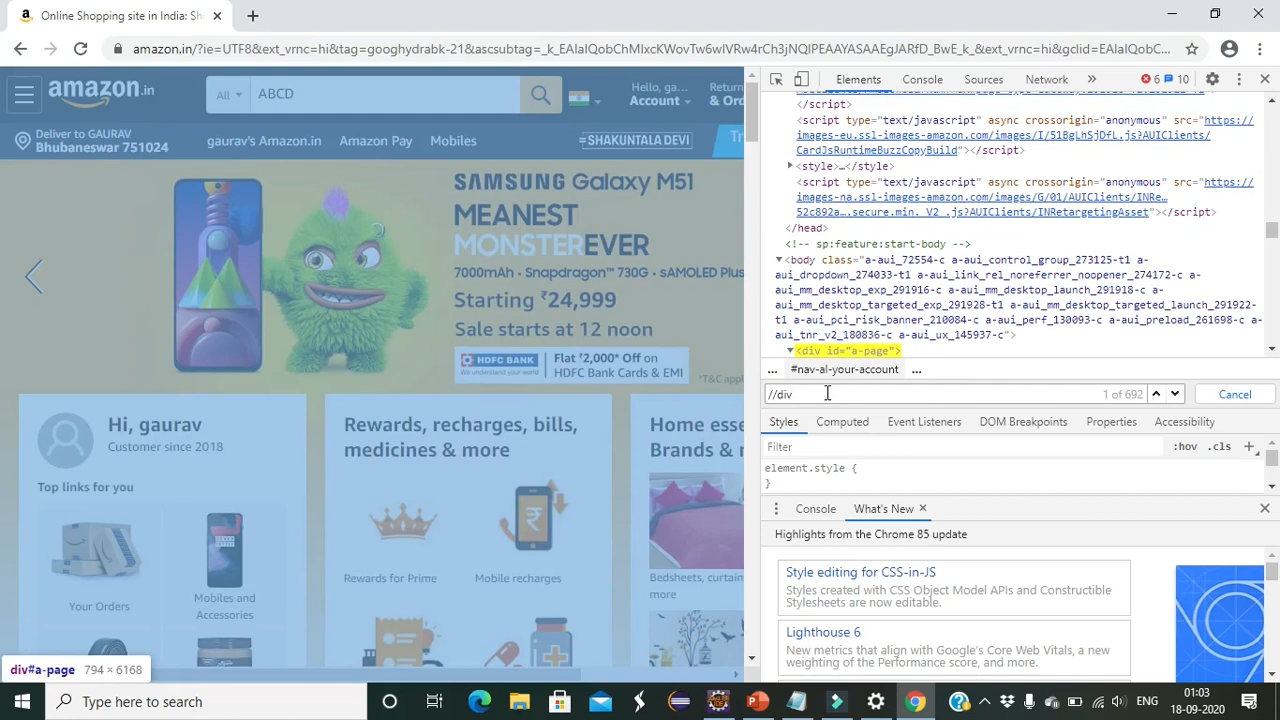 Online Shopping site in India: Sh
amazon.in/?ie=UTF8&ext_vrnc=hi&tag=googhydrabk-21&ascsubtag=_k_EAIaIQobChMIxcKWovTw6wIVRw4rCh3jNQIPEAAYASAAEgJARfD_BwE_k_&ext_vrnc=hi&gclid=EAIaIQobC...
amazon.in
All
ABCD
Hello, ga...
Account
Return
& Ord
Deliver to GAURAV
Bhubaneswar 751024
gaurav's Amazon.in
Amazon Pay
Mobiles
SHAKUNTALA DEVI
Tr
SAMSUNG Galaxy M51
MEANEST
MONSTEREVER
7000mAh • Snapdragon™ 730G • sAMOLED Plus
Starting ₹24,999
Sale starts at 12 noon
HDFC BANK
We understand your world
Flat ₹2,000* Off on
HDFC Bank Cards & EMI
*T&C appl
Hi, gaurav
Customer since 2018
Top links for you
Your Orders
Mobiles and
Accessories
Rewards, recharges, bills,
medicines & more
Rewards for Prime
Mobile recharges
Home esse
Brands &
Bedsheets, curtain
more
div#a-page 794 × 6168
Elements
Console
Sources
Network
6
10
</script>
<script type="text/javascript" async crossorigin="anonymous" src="https://
images-eu.ssl-images-amazon.com/images/I/51BgLhSjDfL.js?AUIClients/
CardJsRuntimeBuzzCopyBuild"></script>
<style>…</style>
<script type="text/javascript" async crossorigin="anonymous" src="https://
images-na.ssl-images-amazon.com/images/G/01/AUIClients/INRe…
52c892a….secure.min._V2_.js?AUIClients/INRetargetingAsset"></script>
</head>
<!-- sp:feature:start-body -->
<body class="a-aui_72554-c a-aui_control_group_273125-t1 a-
aui_dropdown_274033-t1 a-aui_link_rel_noreferrer_noopener_274172-c a-
aui_mm_desktop_exp_291916-c a-aui_mm_desktop_launch_291918-c a-
aui_mm_desktop_targeted_exp_291928-t1 a-aui_mm_desktop_targeted_launch_291922-
t1 a-aui_pci_risk_banner_210084-c a-aui_perf_130093-c a-aui_preload_261698-c a-
aui_tnr_v2_180836-c a-aui_ux_145937-c">
<div id="a-page">
...
#nav-al-your-account
...
//div
1 of 692
Cancel
Styles
Computed
Event Listeners
DOM Breakpoints
Properties
Accessibility
Filter
:hov
.cls
element.style {
}
Console
What's New
Highlights from the Chrome 85 update
Style editing for CSS-in-JS
Styles created with CSS Object Model APIs and Constructible
Stylesheets are now editable.
Lighthouse 6
New metrics that align with Google's Core Web Vitals, a new
weighting of the Performance score, and more.
Type here to search
ENG
01:03
18-09-2020